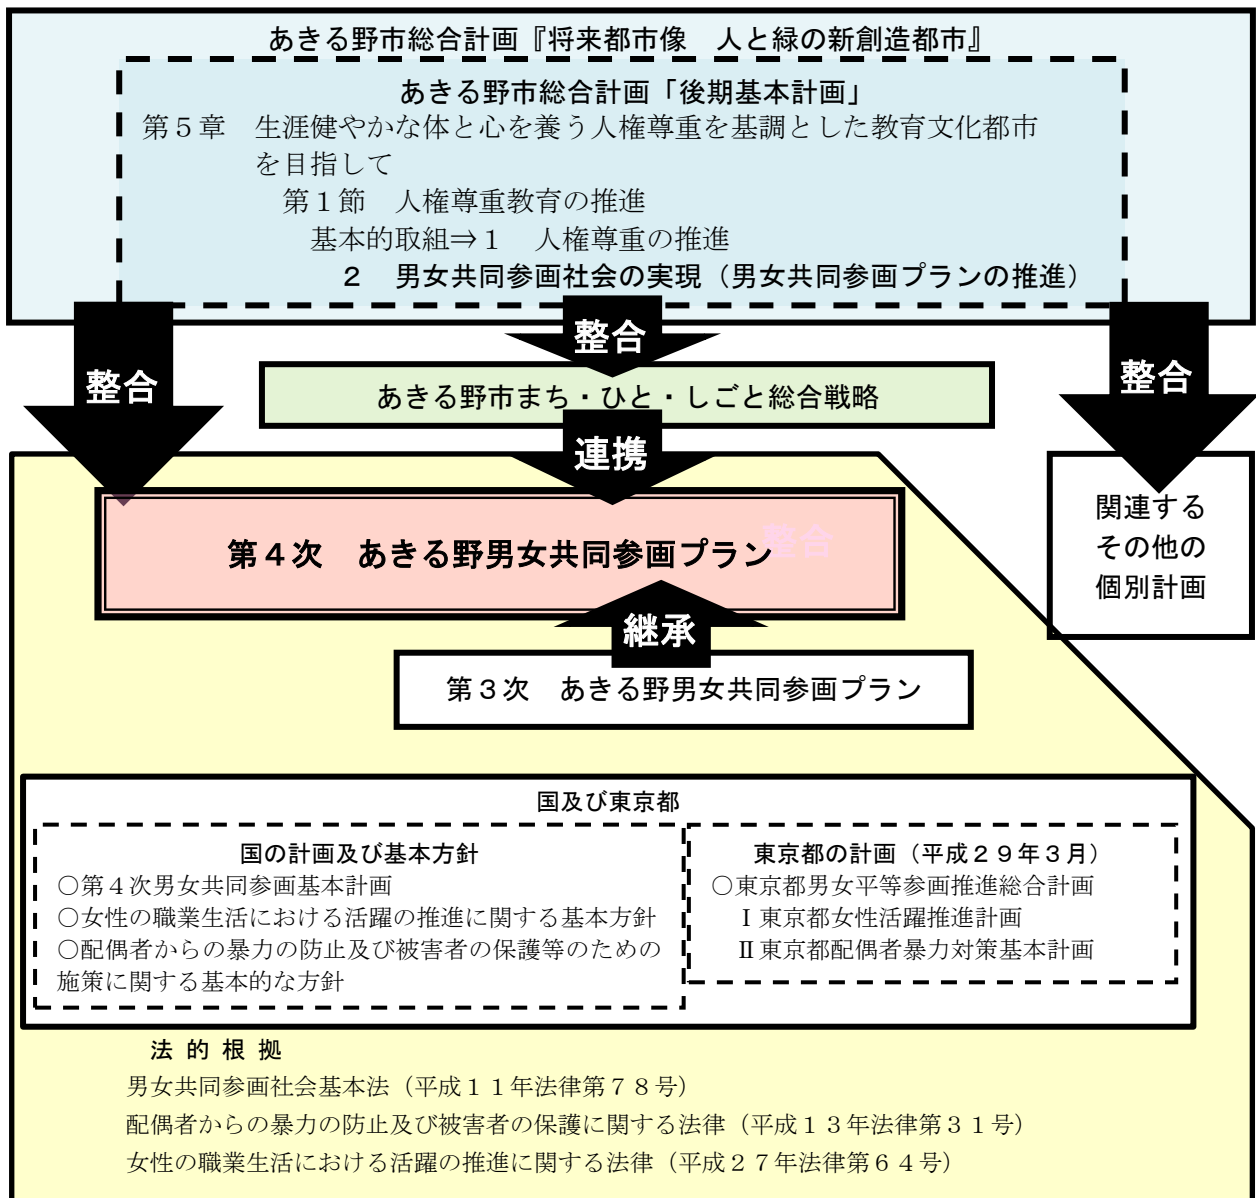 あきる野市総合計画『将来都市像　人と緑の新創造都市』
あきる野市総合計画「後期基本計画」
第５章　生涯健やかな体と心を養う人権尊重を基調とした教育文化都市
を目指して
第１節　人権尊重教育の推進
基本的取組⇒１　人権尊重の推進
２　男女共同参画社会の実現（男女共同参画プランの推進）
整合
整合
整合
あきる野市まち・ひと・しごと総合戦略
連携
第４次　あきる野男女共同参画プラン
整合
関連する
その他の
個別計画
継承
第３次　あきる野男女共同参画プラン
国及び東京都
国の計画及び基本方針
○第４次男女共同参画基本計画
○女性の職業生活における活躍の推進に関する基本方針
○配偶者からの暴力の防止及び被害者の保護等のための
施策に関する基本的な方針
東京都の計画（平成２９年３月）
○東京都男女平等参画推進総合計画
Ⅰ東京都女性活躍推進計画
Ⅱ東京都配偶者暴力対策基本計画
法的根拠
男女共同参画社会基本法（平成１１年法律第７８号）
配偶者からの暴力の防止及び被害者の保護に関する法律（平成１３年法律第３１号）
女性の職業生活における活躍の推進に関する法律（平成２７年法律第６４号）